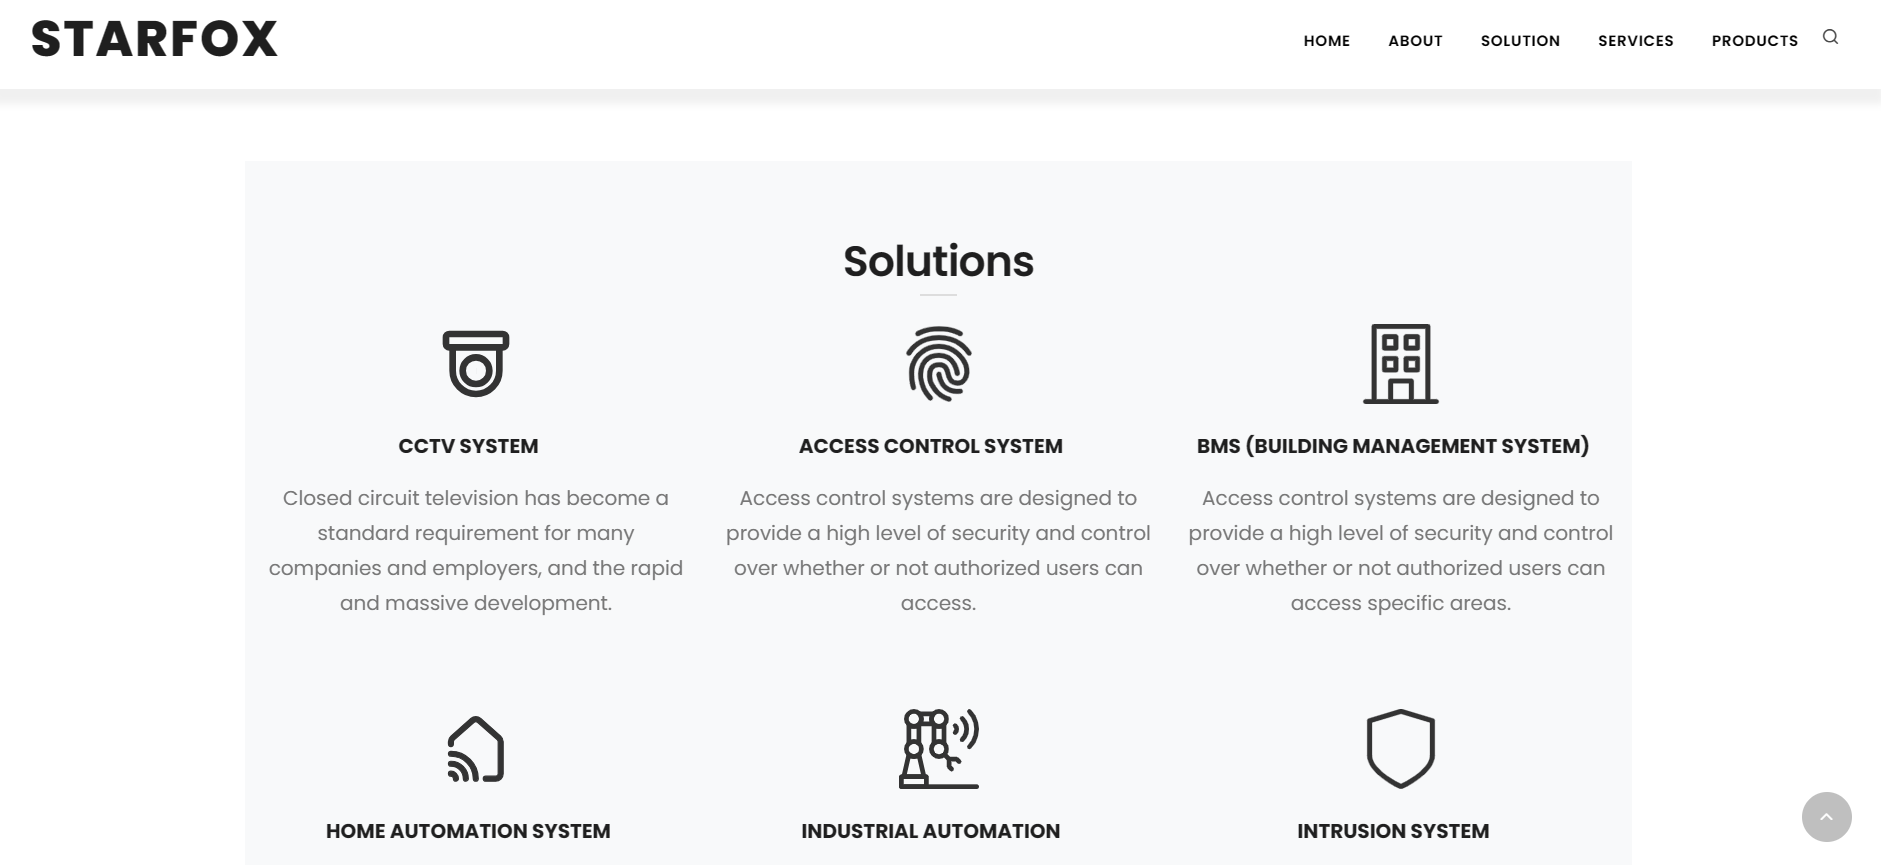 STARFOX
HOME ABOUT SOLUTION SERVICES PRODUCTS
Solutions
CCTV SYSTEM
Closed circuit television has become a
standard requirement for many
companies and employers, and the rapid
and massive development.
ACCESS CONTROL SYSTEM
Access control systems are designed to
provide a high level of security and control
over whether or not authorized users can
access.
BMS (BUILDING MANAGEMENT SYSTEM)
Access control systems are designed to
provide a high level of security and control
over whether or not authorized users can
access specific areas.
HOME AUTOMATION SYSTEM
INDUSTRIAL AUTOMATION
INTRUSION SYSTEM